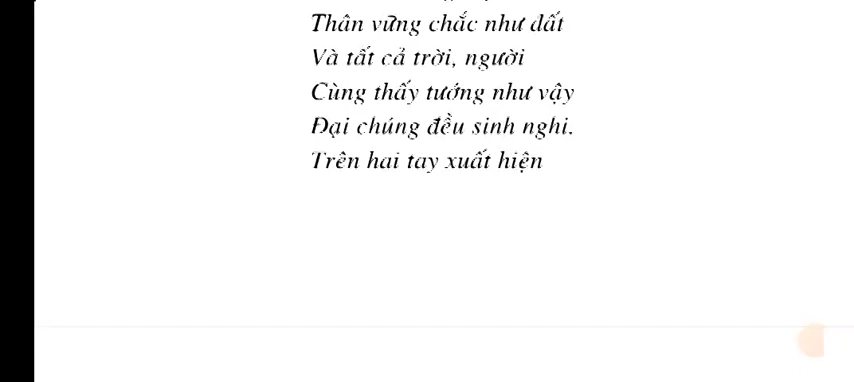 Thân vững chắc như đất
Và tất cả trời, người
Cùng thấy tướng như vậy
Đại chúng đều sinh nghi.
Trên hai tay xuất hiện